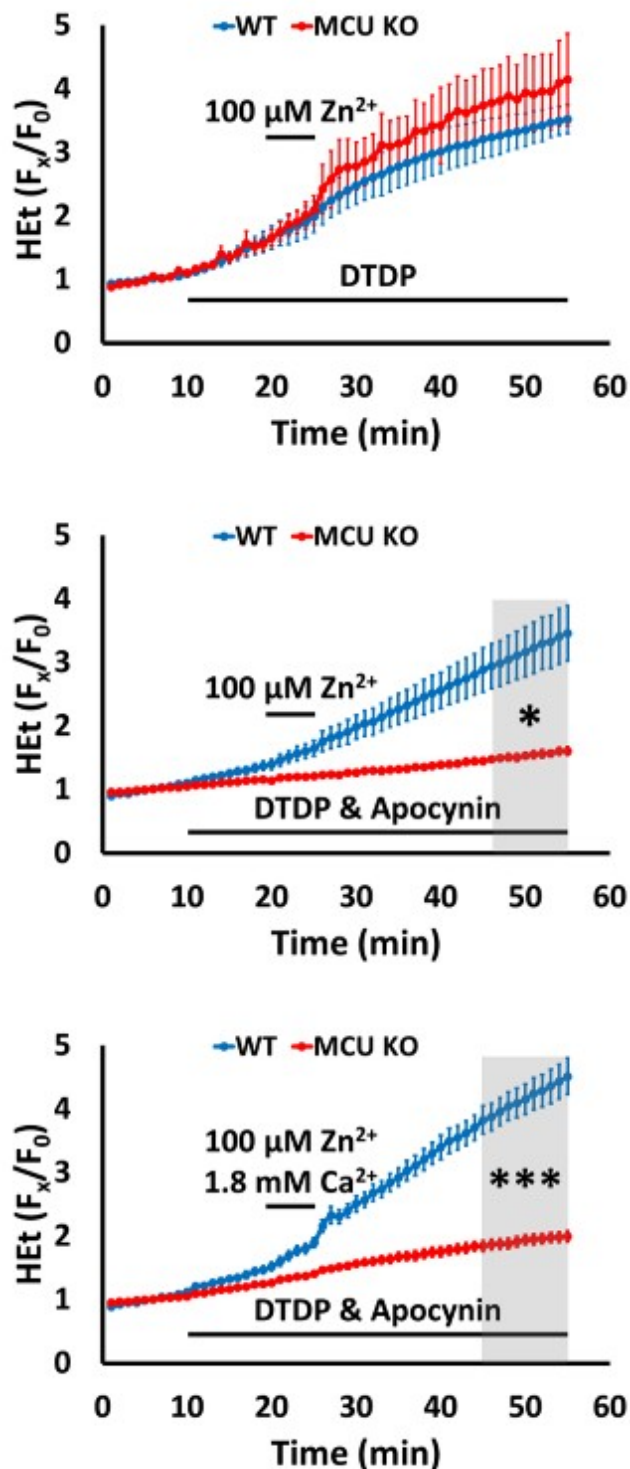 WT MCU KO
5
4
3
2
1
0
HEt (Fx/F0)
100 µM Zn2+
DTDP
0 10 20 30 40 50 60
Time (min)
WT MCU KO
5
4
3
2
1
0
HEt (Fx/F0)
100 µM Zn2+
*
DTDP & Apocynin
0 10 20 30 40 50 60
Time (min)
WT MCU KO
5
4
3
2
1
0
HEt (Fx/F0)
100 µM Zn2+
1.8 mM Ca2+
***
DTDP & Apocynin
0 10 20 30 40 50 60
Time (min)